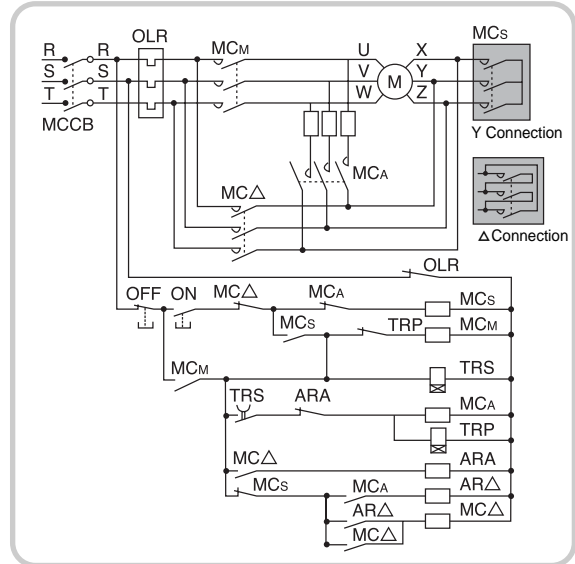 OLR
MCM
MCS
R R U X
S S V M Y
T T W Z
MCCB
Y Connection
MCA
MC△
△Connection
OLR
OFF ON MC△ MCA MCS
MCS TRP MCM
MCM TRS
TRS ARA MCA
TRP
MC△ ARA
MCS MCA AR△
AR△ MC△
MC△